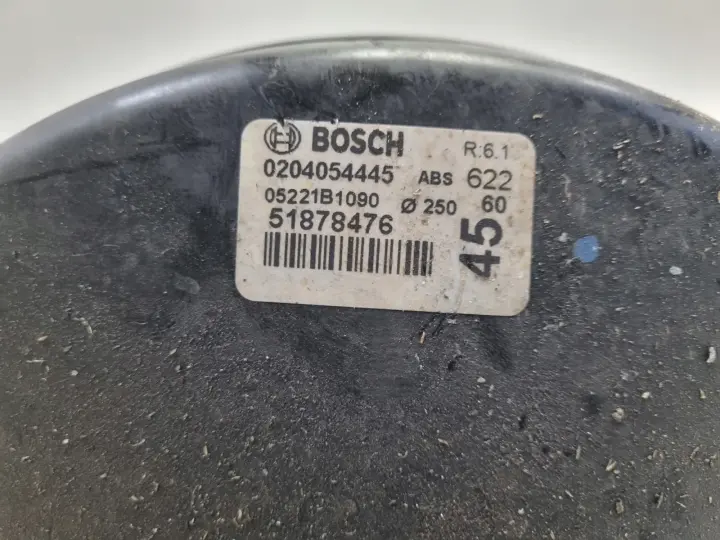 BOSCH R:6.1
0204054445 ABS 622
05221B1090 Ø 250 60
51878476
45